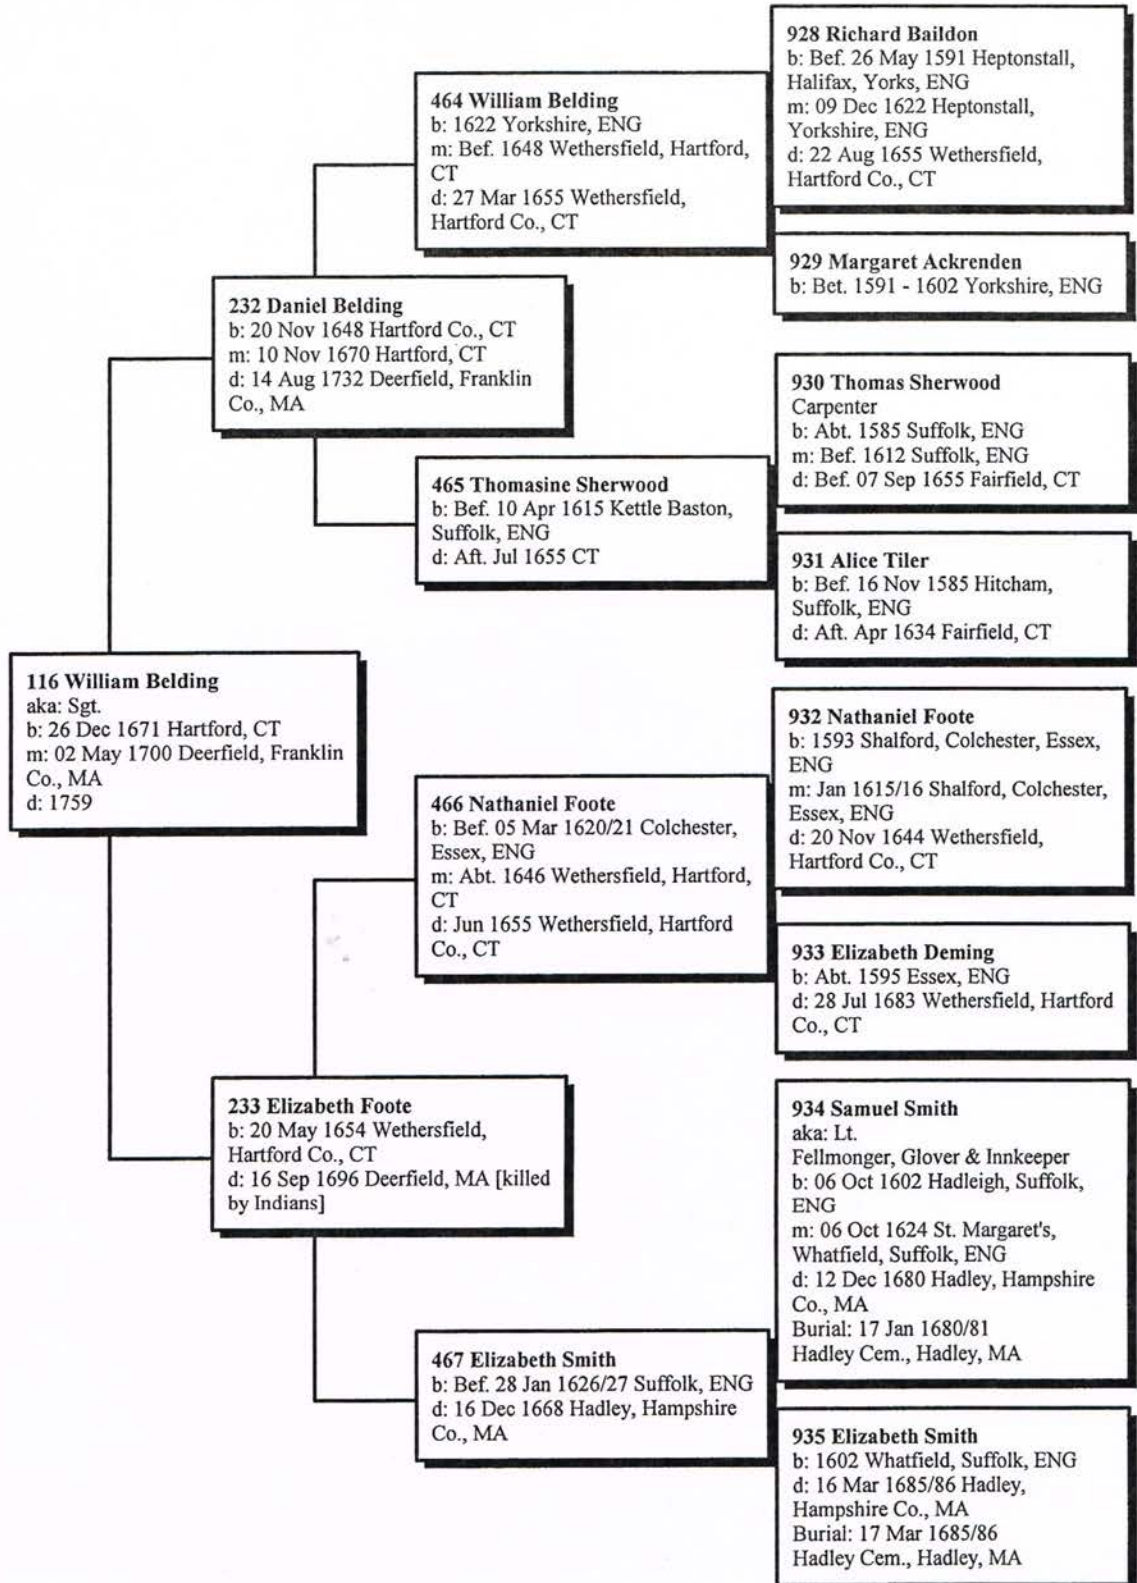 928 Richard Baildon
b: Bef. 26 May 1591 Heptonstall,
Halifax, Yorks, ENG
m: 09 Dec 1622 Heptonstall,
Yorkshire, ENG
d: 22 Aug 1655 Wethersfield,
Hartford Co., CT
464 William Belding
b: 1622 Yorkshire, ENG
m: Bef. 1648 Wethersfield, Hartford,
CT
d: 27 Mar 1655 Wethersfield,
Hartford Co., CT
929 Margaret Ackrenden
b: Bet. 1591 - 1602 Yorkshire, ENG
232 Daniel Belding
b: 20 Nov 1648 Hartford Co., CT
m: 10 Nov 1670 Hartford, CT
d: 14 Aug 1732 Deerfield, Franklin
Co., MA
930 Thomas Sherwood
Carpenter
b: Abt. 1585 Suffolk, ENG
m: Bef. 1612 Suffolk, ENG
d: Bef. 07 Sep 1655 Fairfield, CT
465 Thomasine Sherwood
b: Bef. 10 Apr 1615 Kettle Baston,
Suffolk, ENG
d: Aft. Jul 1655 CT
931 Alice Tiler
b: Bef. 16 Nov 1585 Hitcham,
Suffolk, ENG
d: Aft. Apr 1634 Fairfield, CT
116 William Belding
aka: Sgt.
b: 26 Dec 1671 Hartford, CT
m: 02 May 1700 Deerfield, Franklin
Co., MA
d: 1759
932 Nathaniel Foote
b: 1593 Shalford, Colchester, Essex,
ENG
m: Jan 1615/16 Shalford, Colchester,
Essex, ENG
d: 20 Nov 1644 Wethersfield,
Hartford Co., CT
466 Nathaniel Foote
b: Bef. 05 Mar 1620/21 Colchester,
Essex, ENG
m: Abt. 1646 Wethersfield, Hartford,
CT
d: Jun 1655 Wethersfield, Hartford
Co., CT
933 Elizabeth Deming
b: Abt. 1595 Essex, ENG
d: 28 Jul 1683 Wethersfield, Hartford
Co., CT
233 Elizabeth Foote
b: 20 May 1654 Wethersfield,
Hartford Co., CT
d: 16 Sep 1696 Deerfield, MA [killed
by Indians]
934 Samuel Smith
aka: Lt.
Fellmonger, Glover & Innkeeper
b: 06 Oct 1602 Hadleigh, Suffolk,
ENG
m: 06 Oct 1624 St. Margaret's,
Whatfield, Suffolk, ENG
d: 12 Dec 1680 Hadley, Hampshire
Co., MA
Burial: 17 Jan 1680/81
Hadley Cem., Hadley, MA
467 Elizabeth Smith
b: Bef. 28 Jan 1626/27 Suffolk, ENG
d: 16 Dec 1668 Hadley, Hampshire
Co., MA
935 Elizabeth Smith
b: 1602 Whatfield, Suffolk, ENG
d: 16 Mar 1685/86 Hadley,
Hampshire Co., MA
Burial: 17 Mar 1685/86
Hadley Cem., Hadley, MA